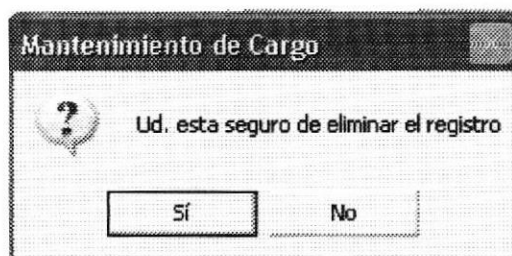 Mantenimiento de Cargo
Ud. esta seguro de eliminar el registro
Sí
No